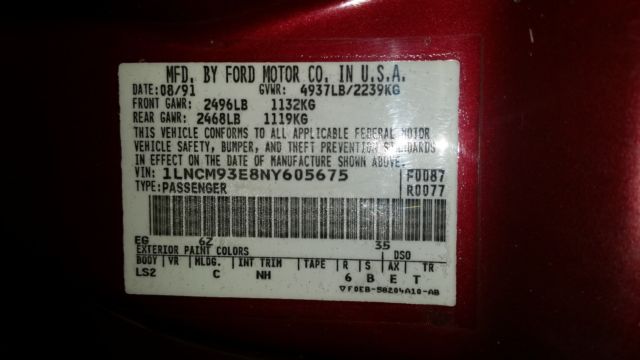 MFD. BY FORD MOTOR CO. IN U.S.A.
DATE: 08/91 GVWR: 4937LB/2239KG
FRONT GAWR: 2496LB 1132KG
REAR GAWR: 2468LB 1119KG
THIS VEHICLE CONFORMS TO ALL APPLICABLE FEDERAL MOTOR
VEHICLE SAFETY, BUMPER, AND THEFT PREVENTION STANDARDS
IN EFFECT ON THE DATE OF MANUFACTURE SHOWN ABOVE.
VIN: 1LNCM93E8NY605675 F0087
TYPE: PASSENGER R0077
EG 6Z 35
EXTERIOR PAINT COLORS DSO
BODY VR MLDG. INT TRIM TAPE R S AX TR
LS2 C NH 6 B E T
▽F0EB-58204A10-AB